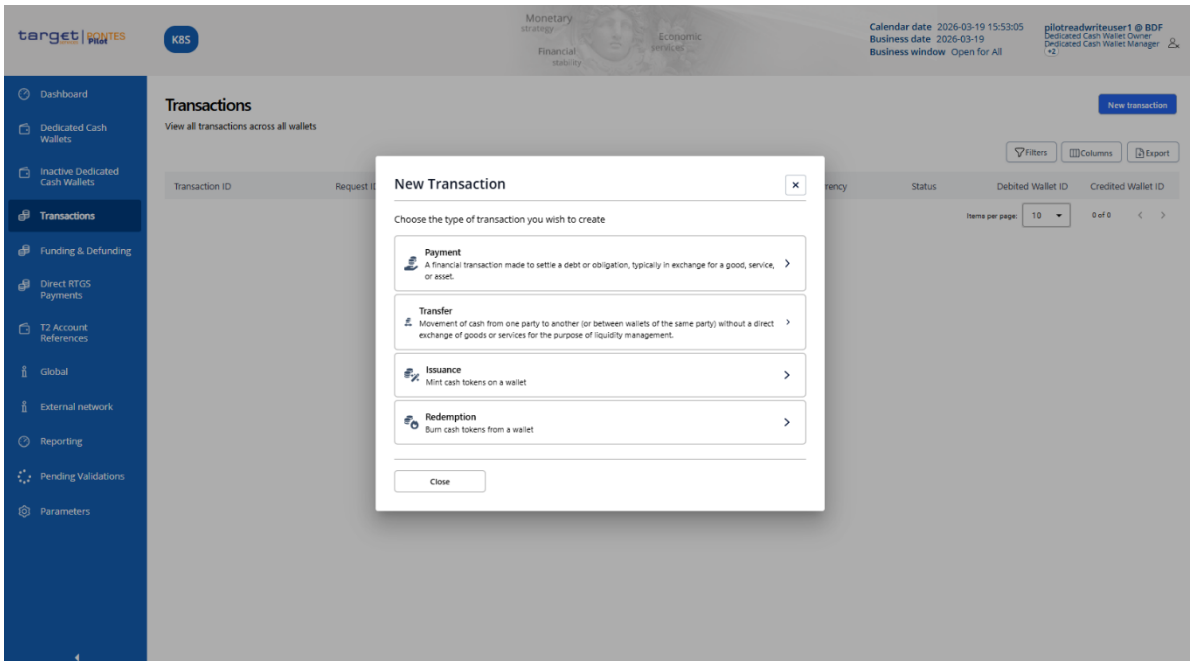 target | PONTES
Pilot
K8S
Monetary
strategy
Economic
services
Financial
stability
Calendar date 2026-03-19 15:53:05
Business date 2026-03-19
Business window Open for All
pilotreadwriteuser1 @ BDF
Dedicated Cash Wallet Owner
Dedicated Cash Wallet Manager
+2
Dashboard
Dedicated Cash
Wallets
Inactive Dedicated
Cash Wallets
Transactions
Funding & Defunding
Direct RTGS
Payments
T2 Account
References
Global
External network
Reporting
Pending Validations
Parameters
Transactions
View all transactions across all wallets
New transaction
Filters
Columns
Export
Transaction ID
Request ID
rency
Status
Debited Wallet ID
Credited Wallet ID
Items per page:
10
0 of 0
New Transaction
Choose the type of transaction you wish to create
Payment
A financial transaction made to settle a debt or obligation, typically in exchange for a good, service,
or asset.
Transfer
Movement of cash from one party to another (or between wallets of the same party) without a direct
exchange of goods or services for the purpose of liquidity management.
Issuance
Mint cash tokens on a wallet
Redemption
Burn cash tokens from a wallet
Close